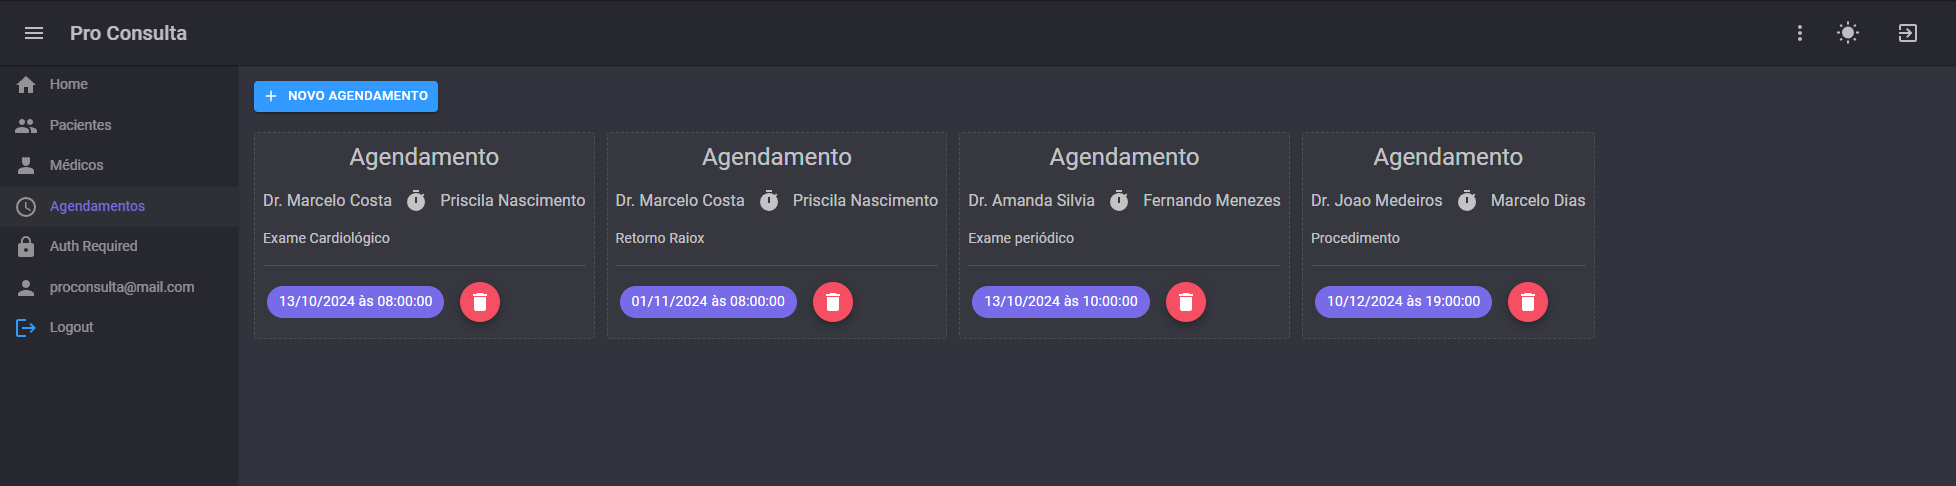 Pro Consulta
Home
Pacientes
Médicos
Agendamentos
Auth Required
proconsulta@mail.com
Logout
NOVO AGENDAMENTO
Agendamento
Dr. Marcelo Costa Priscila Nascimento
Exame Cardiológico
13/10/2024 às 08:00:00
Agendamento
Dr. Marcelo Costa Priscila Nascimento
Retorno Raiox
01/11/2024 às 08:00:00
Agendamento
Dr. Amanda Silvia Fernando Menezes
Exame periódico
13/10/2024 às 10:00:00
Agendamento
Dr. Joao Medeiros Marcelo Dias
Procedimento
10/12/2024 às 19:00:00